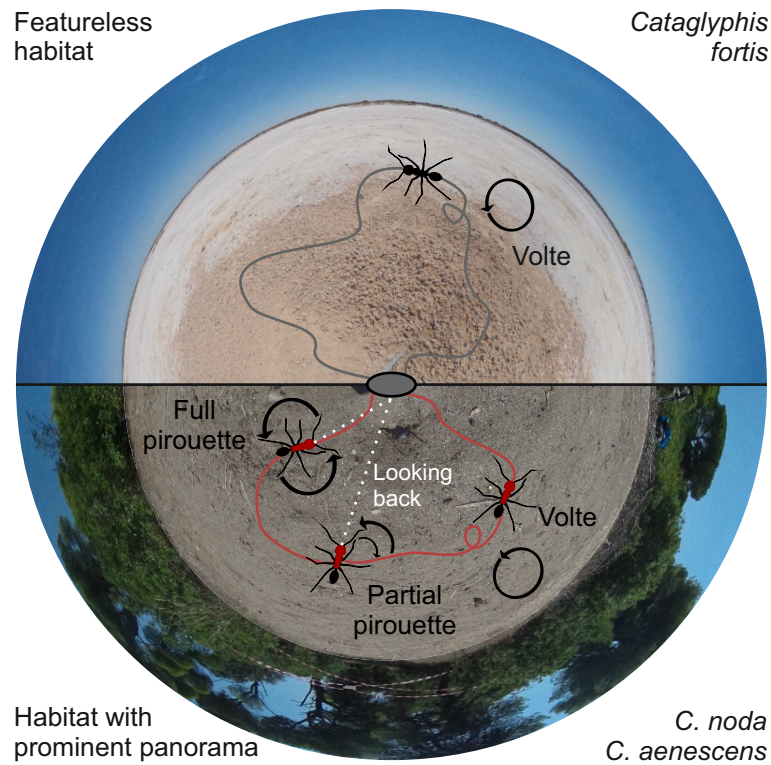 Featureless
habitat
Cataglyphis
fortis
Volte
Full
pirouette
Looking
back
Volte
Partial
pirouette
Habitat with
prominent panorama
C. noda
C. aenescens